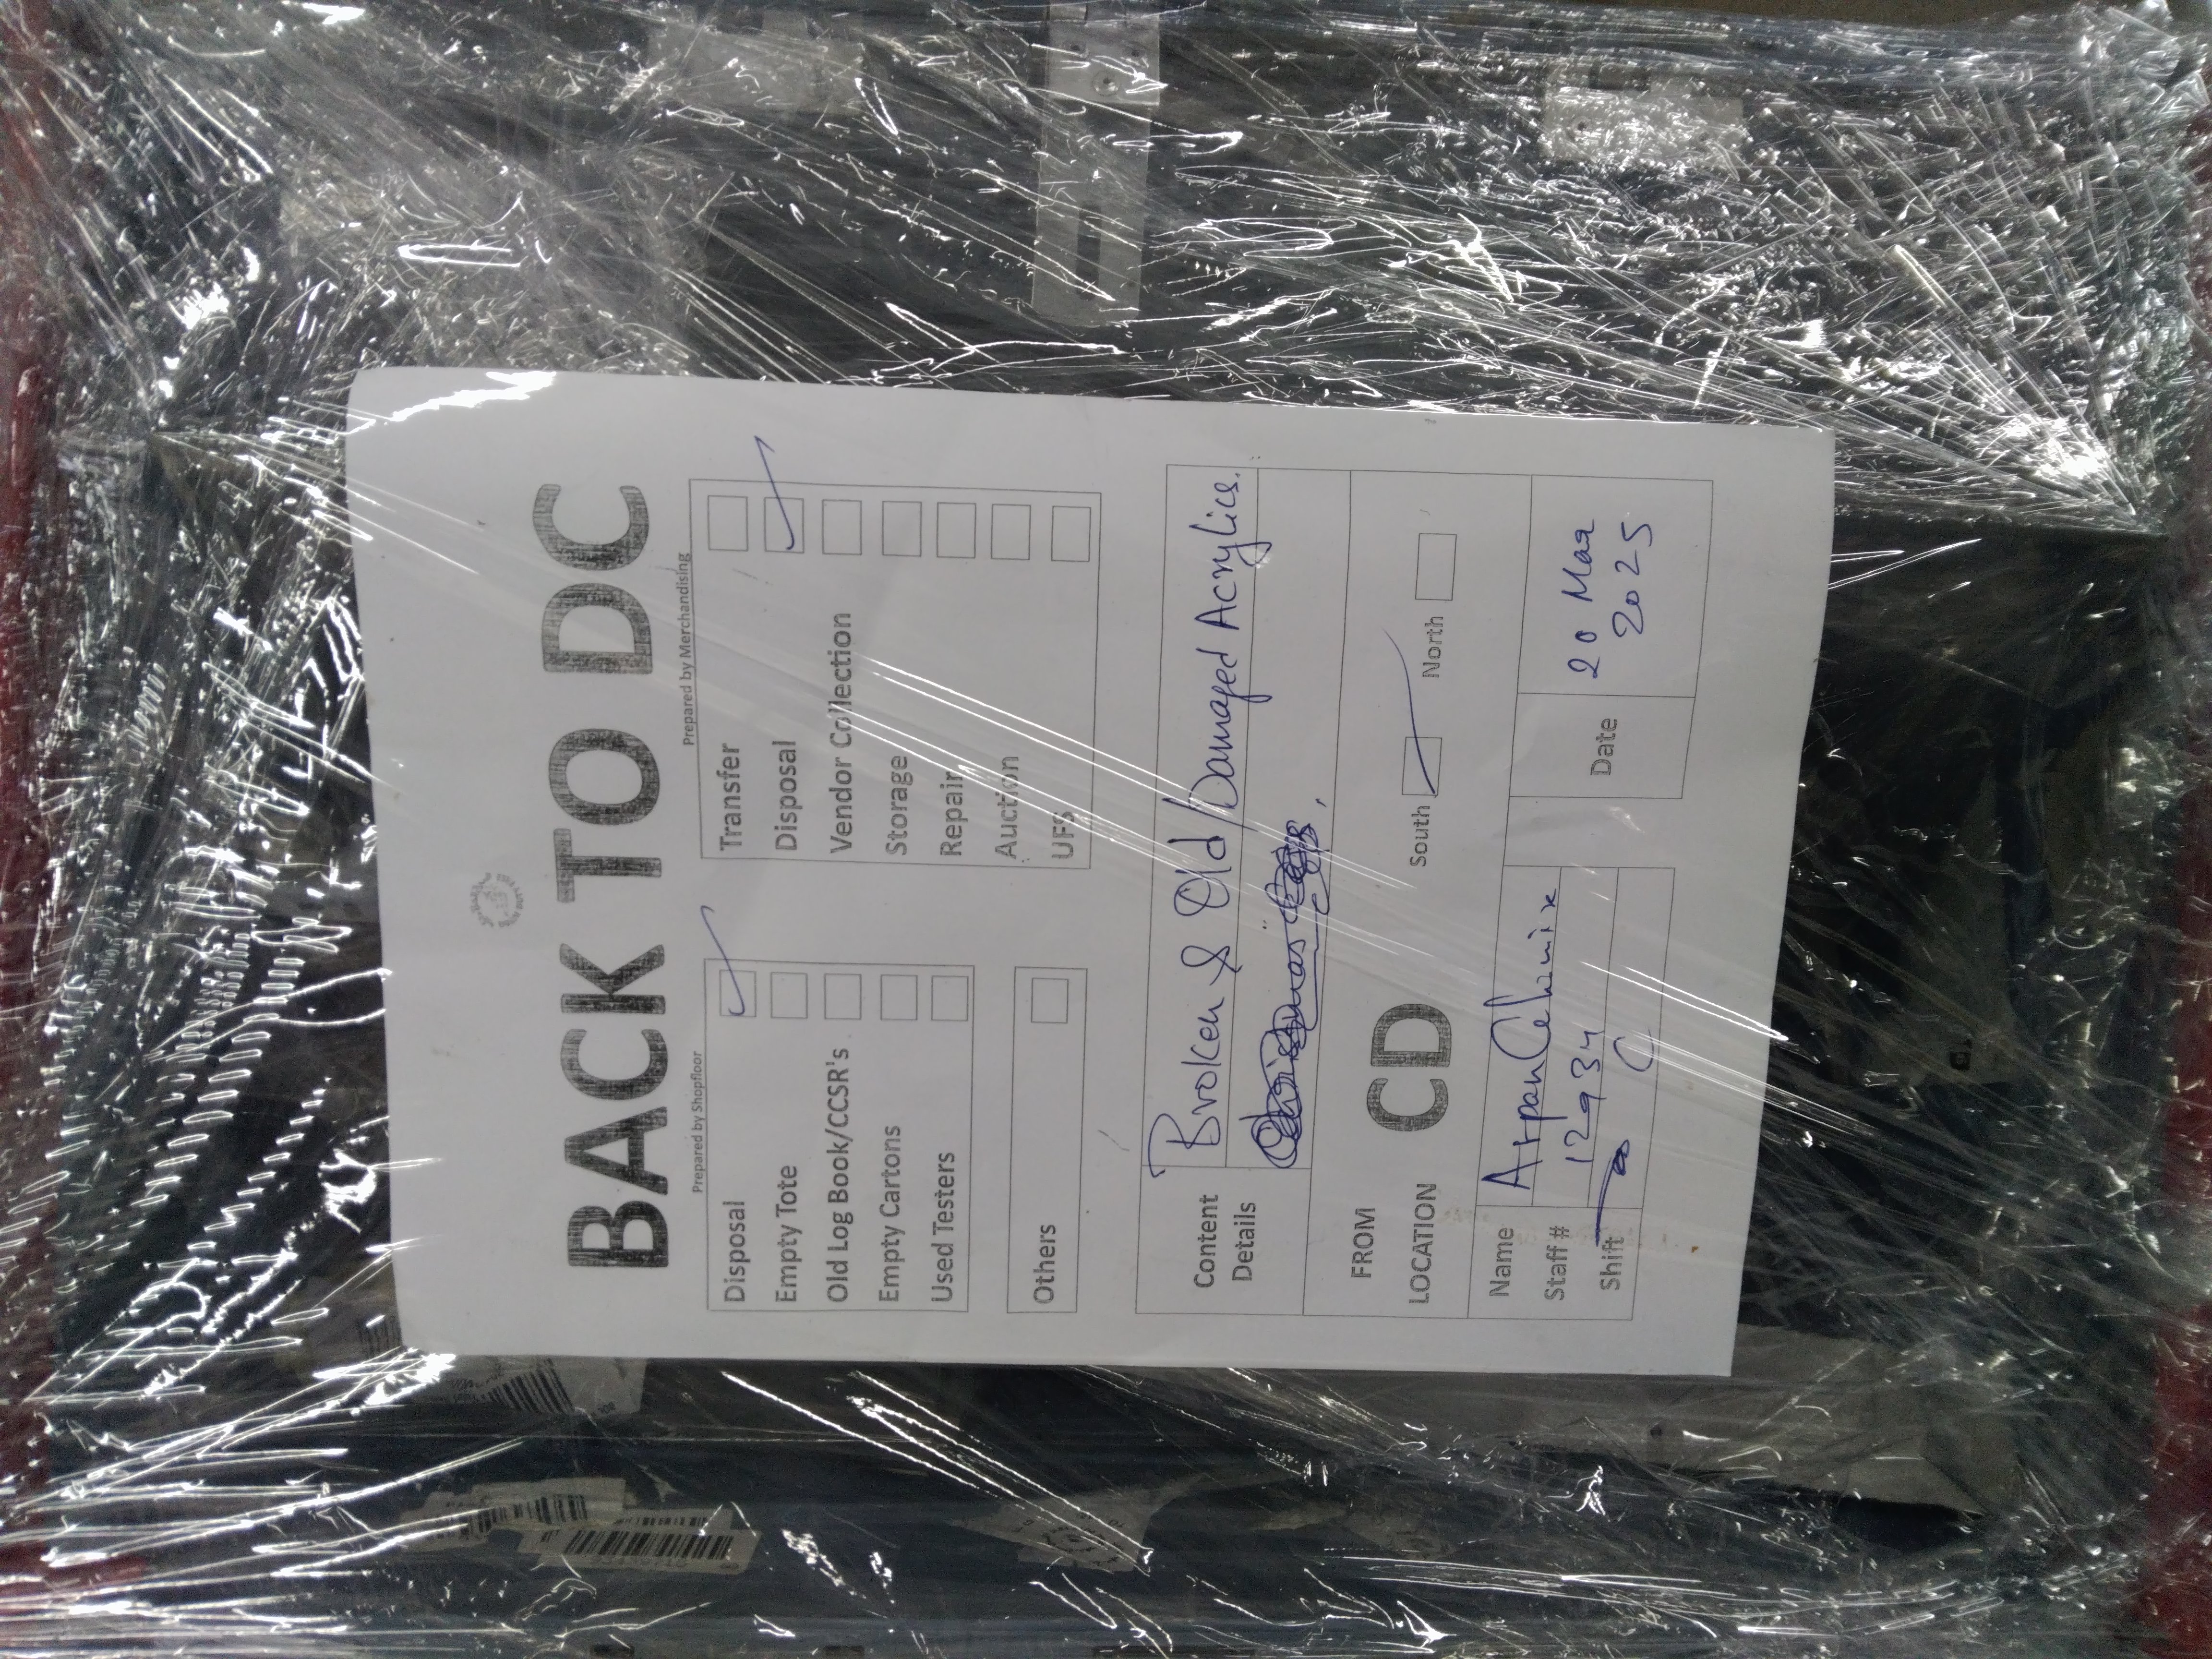 BACK TO DC
Prepared by Shopfloor
Disposal
Empty Tote
Old Log Book/CCSR's
Empty Cartons
Used Testers
Others
Prepared by Merchandising
Transfer
Disposal
Vendor Collection
Storage
Repair
Auction
UFS
Content Details
Broken & Old/Damaged Acrylics.
FROM LOCATION
CD
South
North
Name
Arpan
Staff #
12934
Shift
C
Date
20 Mar
2025